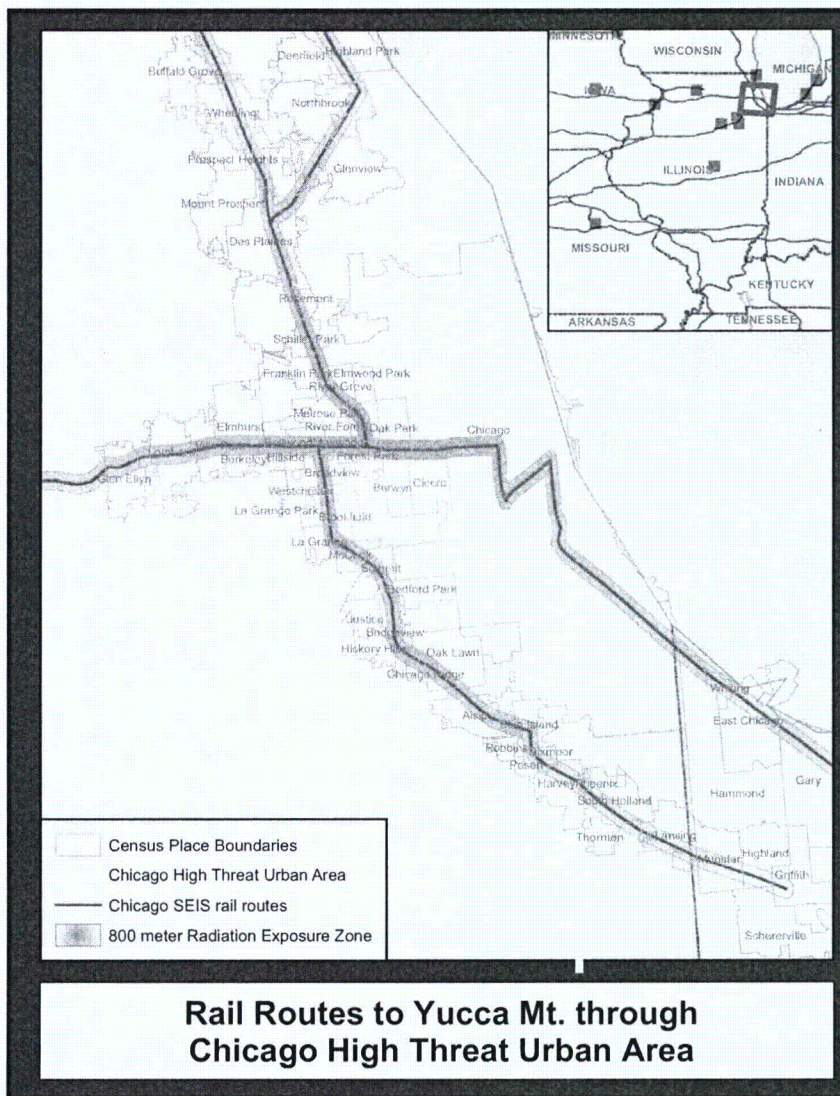 MINNESOTA
WISCONSIN
MICHIGAN
IOWA
ILLINOIS
INDIANA
MISSOURI
KENTUCKY
ARKANSAS
TENNESSEE
Deerfield
Highland Park
Buffalo Grove
Northbrook
Wheeling
Prospect Heights
Glenview
Mount Prospect
Des Plaines
Rosemont
Schiller Park
Franklin Park
Elmwood Park
River Grove
Melrose Park
Elmhurst
River Forest
Oak Park
Chicago
Berkeley
Hillside
Forest Park
Glen Ellyn
Broadview
Westchester
Berwyn
Cicero
La Grange Park
Brookfield
La Grange
Summit
Bedford Park
Justice
Bridgeview
Hickory Hills
Oak Lawn
Chicago Ridge
Alsip
Blue Island
Whiting
East Chicago
Robbins
Posen
Harvey
Phoenix
Gary
South Holland
Hammond
Thornton
Lansing
Munster
Highland
Griffith
Schererville
Census Place Boundaries
Chicago High Threat Urban Area
Chicago SEIS rail routes
800 meter Radiation Exposure Zone
Rail Routes to Yucca Mt. through
Chicago High Threat Urban Area